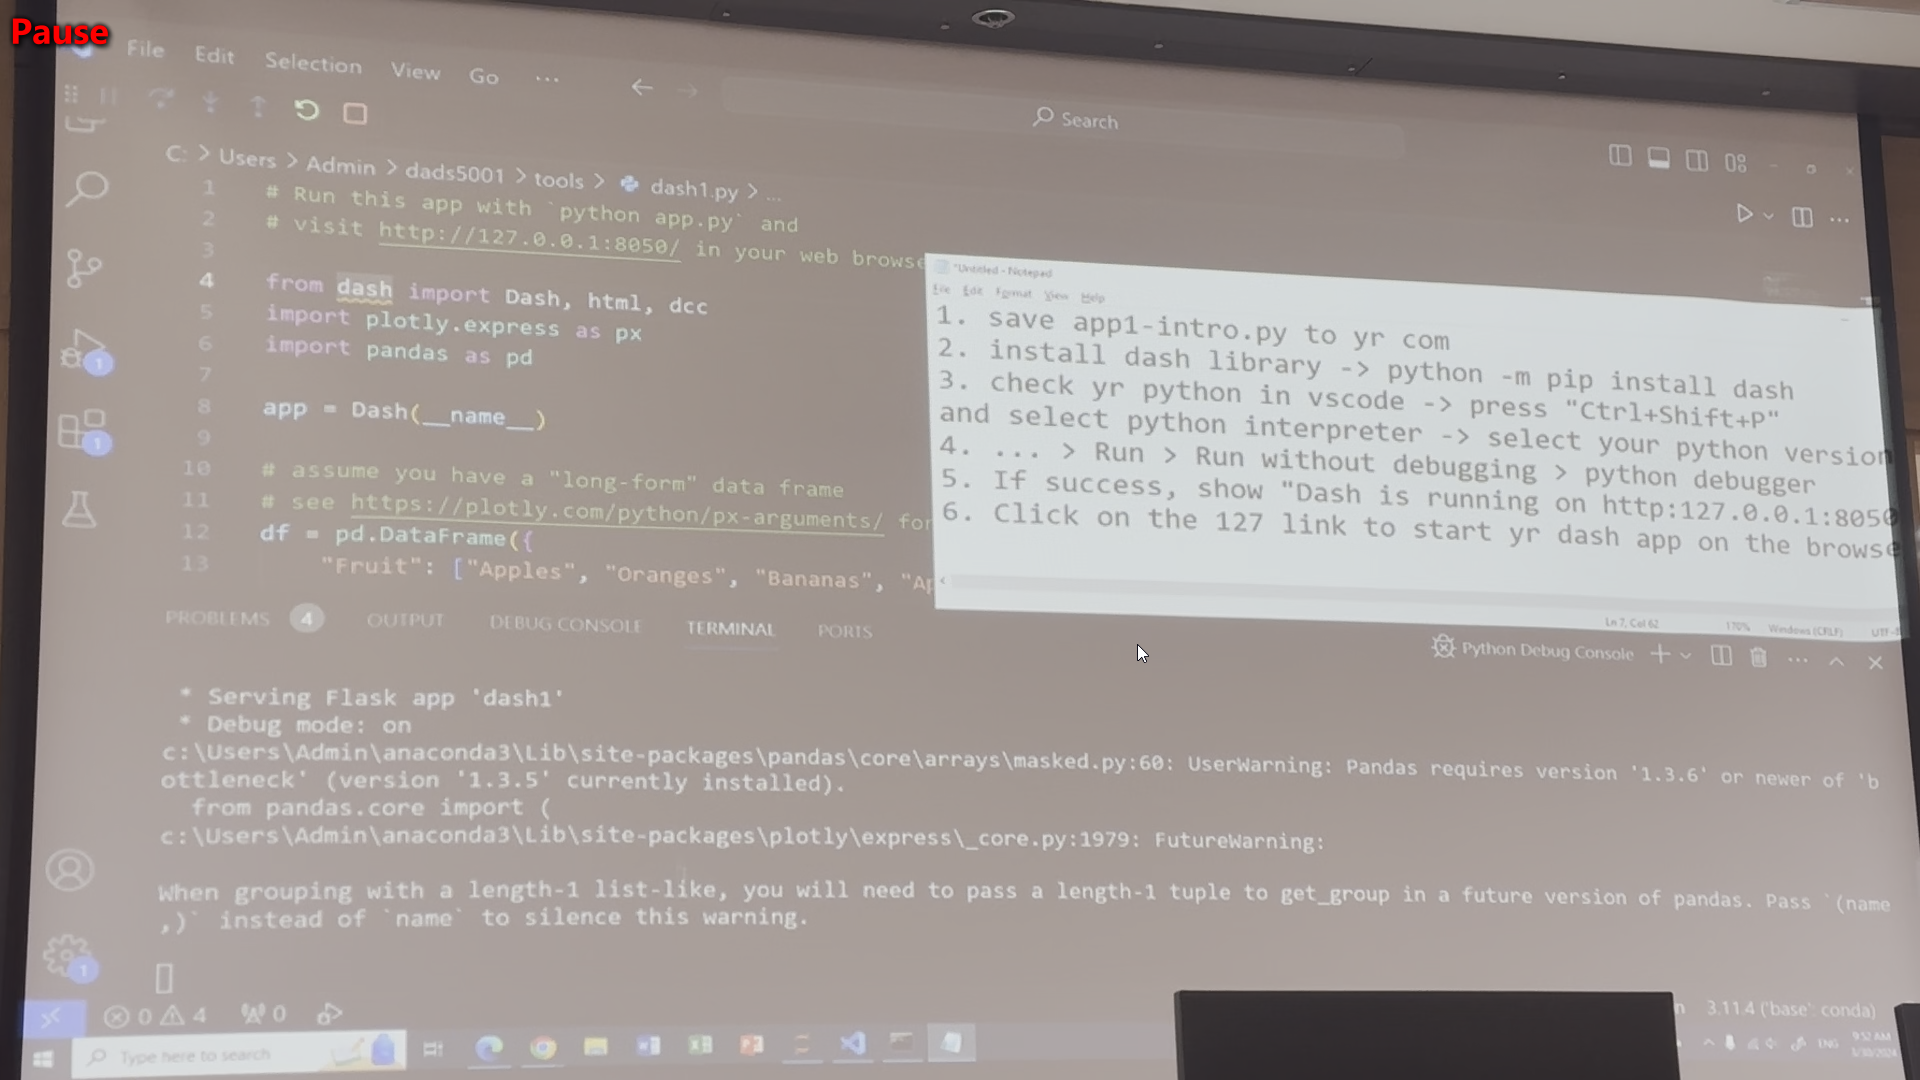 Pause
File Edit Selection View Go ...
Search
C: > Users > Admin > dads5001 > tools > dash1.py > ...
1 # Run this app with `python app.py` and
2 # visit http://127.0.0.1:8050/ in your web browse
3
4 from dash import Dash, html, dcc
5 import plotly.express as px
6 import pandas as pd
7
8 app = Dash(__name__)
9
10 # assume you have a "long-form" data frame
11 # see https://plotly.com/python/px-arguments/ for
12 df = pd.DataFrame({
13 "Fruit": ["Apples", "Oranges", "Bananas", "Ap
*Untitled - Notepad
File Edit Format View Help
1. save app1-intro.py to yr com
2. install dash library -> python -m pip install dash
3. check yr python in vscode -> press "Ctrl+Shift+P"
and select python interpreter -> select your python version
4. ... > Run > Run without debugging > python debugger
5. If success, show "Dash is running on http:127.0.0.1:8050
6. Click on the 127 link to start yr dash app on the browse
Ln 7, Col 62 170% Windows (CRLF) UTF-8
PROBLEMS 4 OUTPUT DEBUG CONSOLE TERMINAL PORTS
Python Debug Console
* Serving Flask app 'dash1'
* Debug mode: on
c:\Users\Admin\anaconda3\Lib\site-packages\pandas\core\arrays\masked.py:60: UserWarning: Pandas requires version '1.3.6' or newer of 'b
ottleneck' (version '1.3.5' currently installed).
from pandas.core import (
c:\Users\Admin\anaconda3\Lib\site-packages\plotly\express\_core.py:1979: FutureWarning:
When grouping with a length-1 list-like, you will need to pass a length-1 tuple to get_group in a future version of pandas. Pass `(name
,)` instead of `name` to silence this warning.
0 4 0
3.11.4 ('base': conda)
Type here to search
ENG
9:52 AM